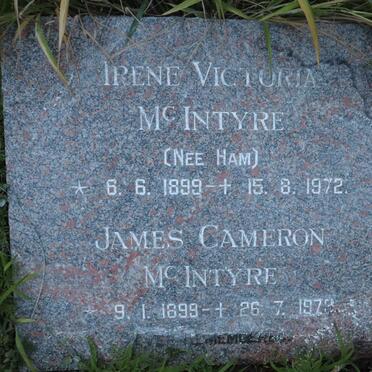 IRENE VICTORIA
McINTYRE
(NEE HAM)
* 6. 6. 1899 - + 15. 8. 1972.
JAMES CAMERON
McINTYRE
* 9. 1. 1899 - + 26. 7.